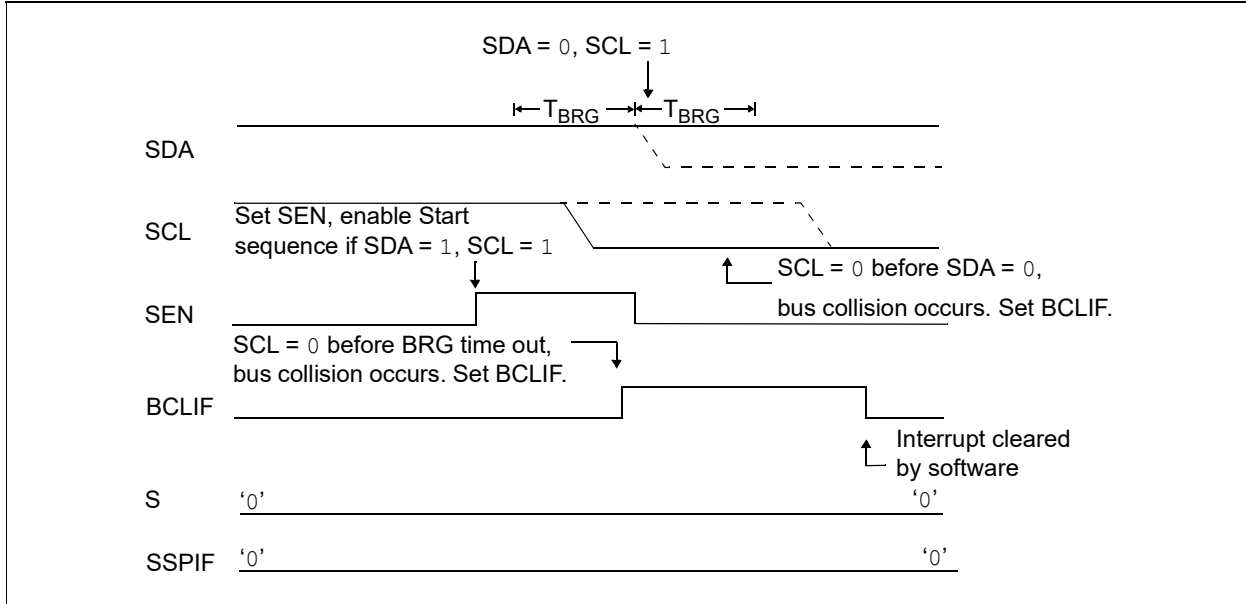 SDA = 0, SCL = 1
TBRG TBRG
SDA
SCL
Set SEN, enable Start
sequence if SDA = 1, SCL = 1
SCL = 0 before SDA = 0,
bus collision occurs. Set BCLIF.
SEN
SCL = 0 before BRG time out,
bus collision occurs. Set BCLIF.
BCLIF
Interrupt cleared
by software
S ‘0’ ‘0’
SSPIF ‘0’ ‘0’